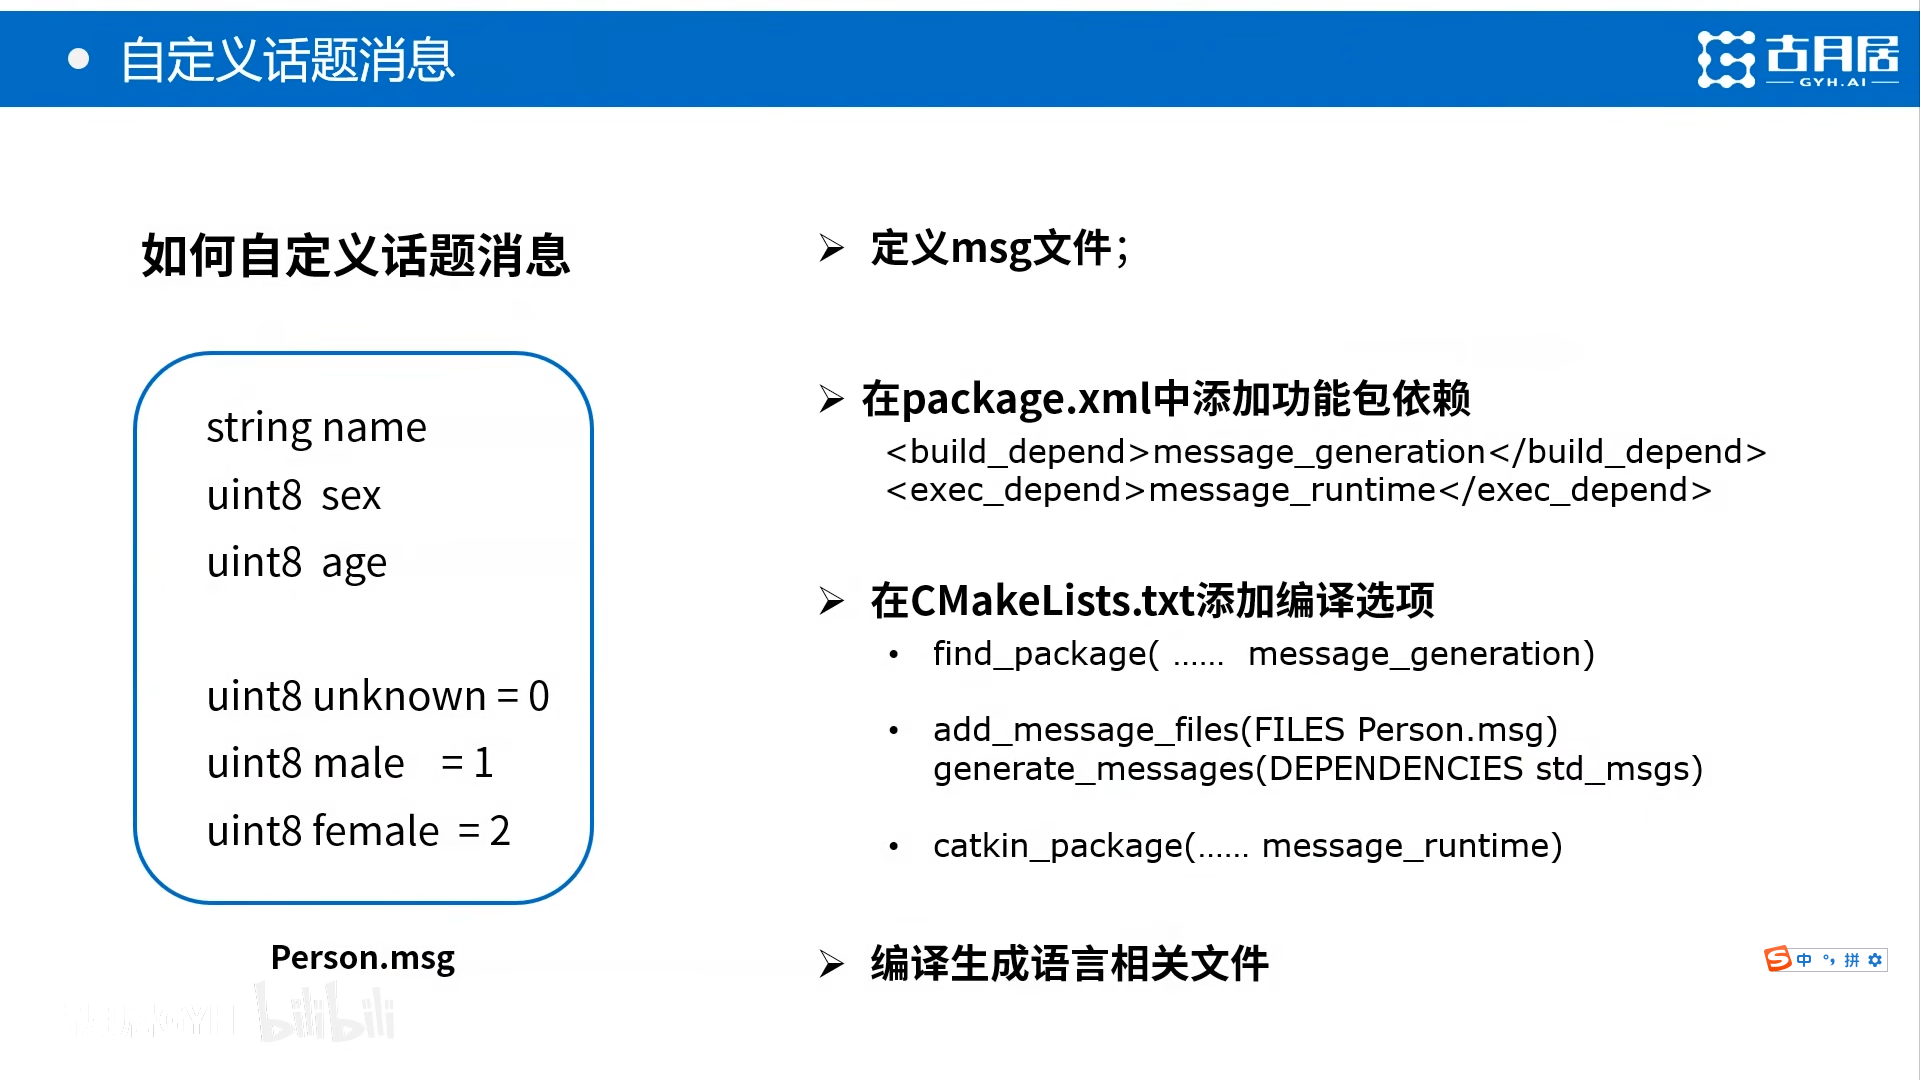 自定义话题消息
古月居
GYH.AI
如何自定义话题消息
string name
uint8 sex
uint8 age
uint8 unknown = 0
uint8 male = 1
uint8 female = 2
Person.msg
定义msg文件；
在package.xml中添加功能包依赖
<build_depend>message_generation</build_depend>
<exec_depend>message_runtime</exec_depend>
在CMakeLists.txt添加编译选项
• find_package( …… message_generation)
• add_message_files(FILES Person.msg)
generate_messages(DEPENDENCIES std_msgs)
• catkin_package(…… message_runtime)
编译生成语言相关文件
中 °, 拼
bilibili